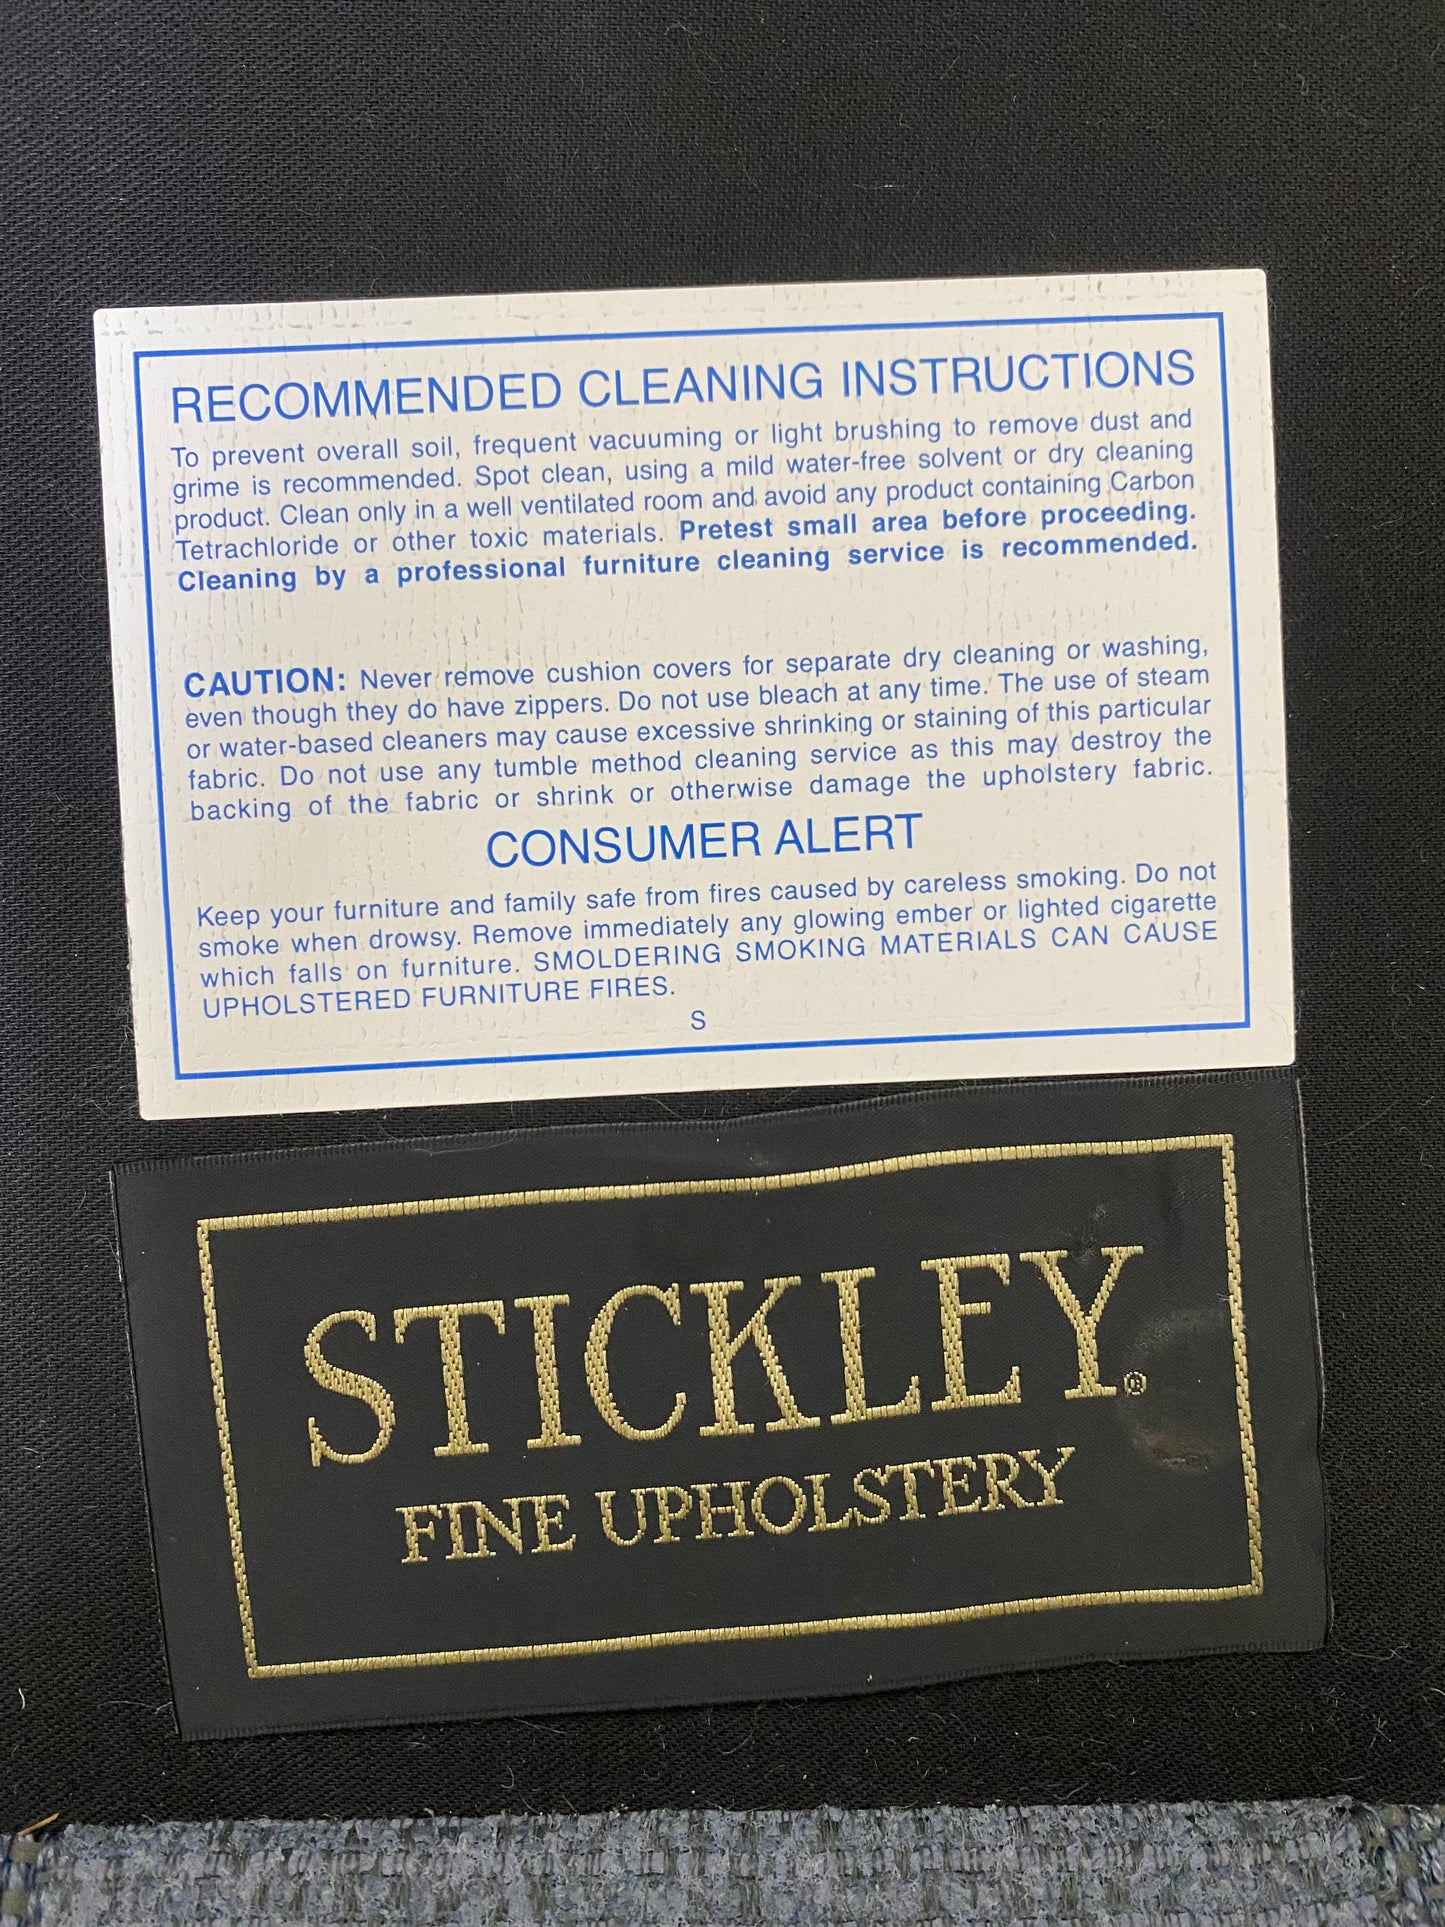 RECOMMENDED CLEANING INSTRUCTIONS
To prevent overall soil, frequent vacuuming or light brushing to remove dust and
grime is recommended. Spot clean, using a mild water-free solvent or dry cleaning
product. Clean only in a well ventilated room and avoid any product containing Carbon
Tetrachloride or other toxic materials. Pretest small area before proceeding.
Cleaning by a professional furniture cleaning service is recommended.
CAUTION: Never remove cushion covers for separate dry cleaning or washing,
even though they do have zippers. Do not use bleach at any time. The use of steam
or water-based cleaners may cause excessive shrinking or staining of this particular
fabric. Do not use any tumble method cleaning service as this may destroy the
backing of the fabric or shrink or otherwise damage the upholstery fabric.
CONSUMER ALERT
Keep your furniture and family safe from fires caused by careless smoking. Do not
smoke when drowsy. Remove immediately any glowing ember or lighted cigarette
which falls on furniture. SMOLDERING SMOKING MATERIALS CAN CAUSE
UPHOLSTERED FURNITURE FIRES.
S
STICKLEY®
FINE UPHOLSTERY